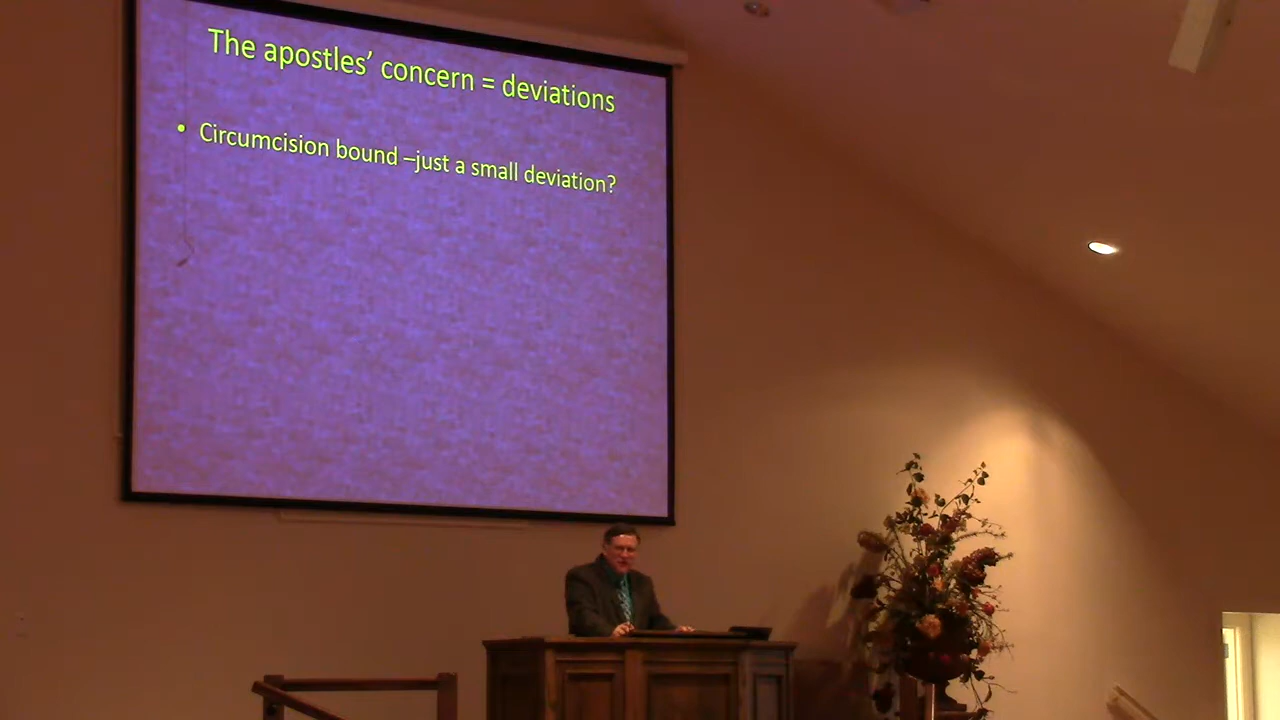 The apostles’ concern = deviations
• Circumcision bound –just a small deviation?